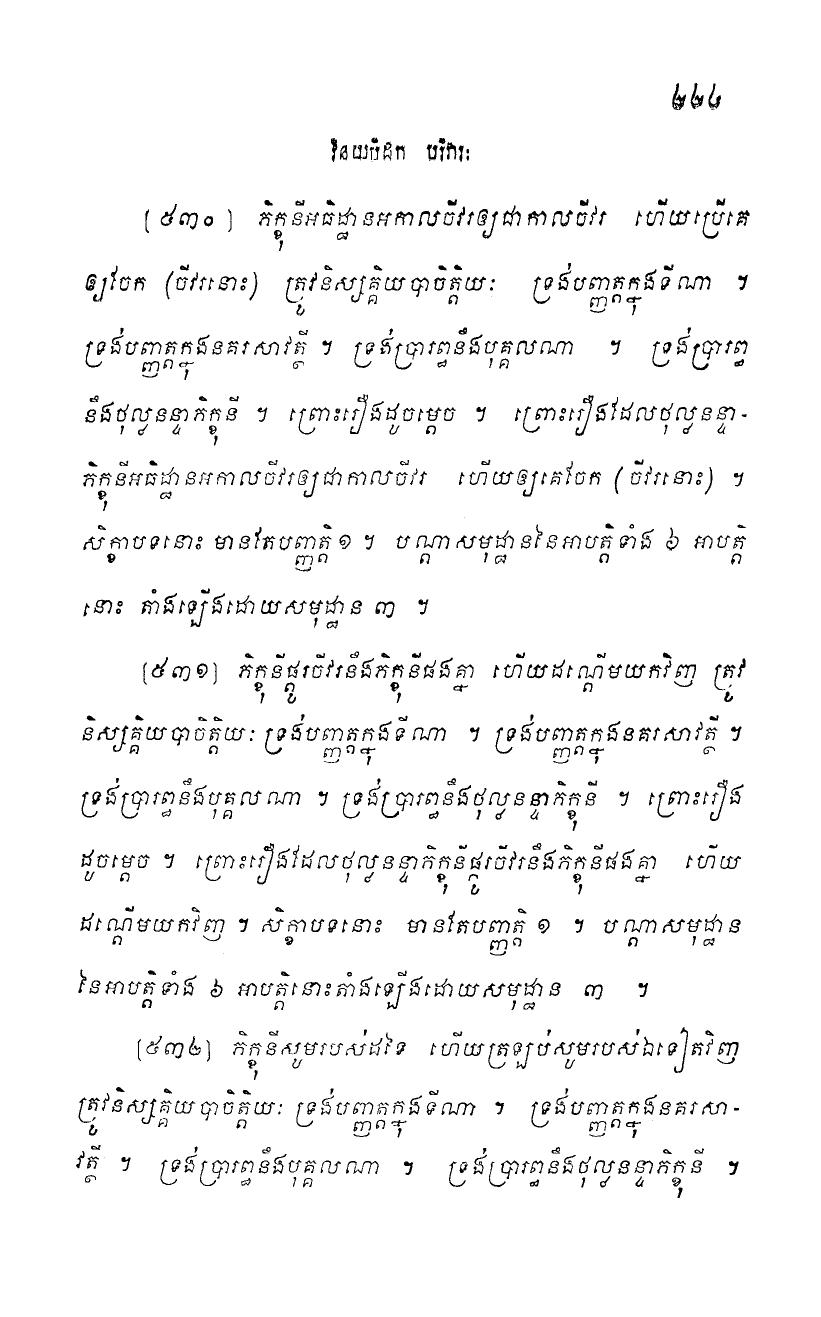 ២២៤
វិនយបិដក បរិវារៈ
[៥៣០] ភិក្ខុនីអធិដ្ឋានអកាលចីវរឲ្យជាកាលចីវរ ហើយប្រើគេ
ឲ្យចែក (ចីវរនោះ) ត្រូវនិស្សគ្គិយបាចិត្តិយៈ ទ្រង់បញ្ញត្តក្នុងទីណា ។
ទ្រង់បញ្ញត្តក្នុងនគរសាវត្ថី ។ ទ្រង់ប្រារព្ធនឹងបុគ្គលណា ។ ទ្រង់ប្រារព្ធ
នឹងថុល្លនន្ទាភិក្ខុនី ។ ព្រោះរឿងដូចម្តេច ។ ព្រោះរឿងដែលថុល្លនន្ទា-
ភិក្ខុនីអធិដ្ឋានអកាលចីវរឲ្យជាកាលចីវរ ហើយឲ្យគេចែក (ចីវរនោះ) ។
សិក្ខាបទនោះ មានតែបញ្ញត្តិ ១ ។ បណ្តាសមុដ្ឋាននៃអាបត្តិទាំង ៦ អាបត្តិ
នោះ តាំងឡើងដោយសមុដ្ឋាន ៣ ។
[៥៣១] ភិក្ខុនីផ្លូរចីវរនឹងភិក្ខុនីផងគ្នា ហើយដណ្តើមយកវិញ ត្រូវ
និស្សគ្គិយបាចិត្តិយៈ ទ្រង់បញ្ញត្តក្នុងទីណា ។ ទ្រង់បញ្ញត្តក្នុងនគរសាវត្ថី ។
ទ្រង់ប្រារព្ធនឹងបុគ្គលណា ។ ទ្រង់ប្រារព្ធនឹងថុល្លនន្ទាភិក្ខុនី ។ ព្រោះរឿង
ដូចម្តេច ។ ព្រោះរឿងដែលថុល្លនន្ទាភិក្ខុនីផ្លូរចីវរនឹងភិក្ខុនីផងគ្នា ហើយ
ដណ្តើមយកវិញ ។ សិក្ខាបទនោះ មានតែបញ្ញត្តិ ១ ។ បណ្តាសមុដ្ឋាន
នៃអាបត្តិទាំង ៦ អាបត្តិនោះតាំងឡើងដោយសមុដ្ឋាន ៣ ។
[៥៣២] ភិក្ខុនីសូមរបស់ដទៃ ហើយត្រឡប់សូមរបស់ឯទៀតវិញ
ត្រូវនិស្សគ្គិយបាចិត្តិយៈ ទ្រង់បញ្ញត្តក្នុងទីណា ។ ទ្រង់បញ្ញត្តក្នុងនគរសា-
វត្ថី ។ ទ្រង់ប្រារព្ធនឹងបុគ្គលណា ។ ទ្រង់ប្រារព្ធនឹងថុល្លនន្ទាភិក្ខុនី ។